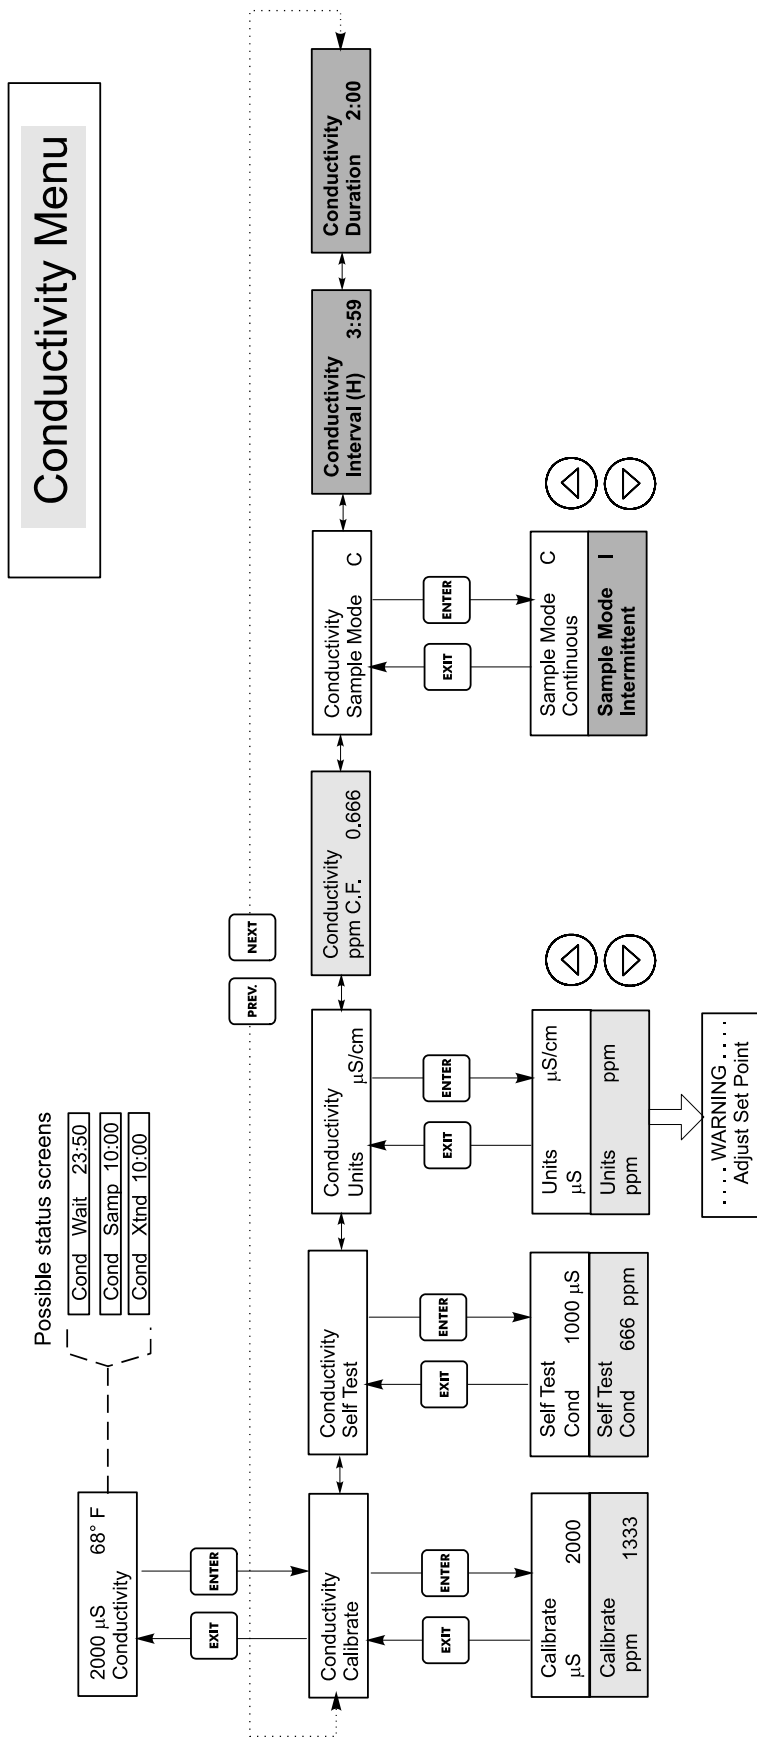 Conductivity Menu
Possible status screens
Cond Wait 23:50
Cond Samp 10:00
Cond Xtnd 10:00
2000 µS 68° F
Conductivity
EXIT
ENTER
PREV.
NEXT
Conductivity
Calibrate
Conductivity
Self Test
Conductivity
Units µS/cm
Conductivity
ppm C.F. 0.666
Conductivity
Sample Mode C
Conductivity
Interval (H) 3:59
Conductivity
Duration 2:00
EXIT
ENTER
EXIT
ENTER
EXIT
ENTER
EXIT
ENTER
Calibrate
µS 2000
Calibrate
ppm 1333
Self Test
Cond 1000 µS
Self Test
Cond 666 ppm
Units µS/cm
µS
Units ppm
ppm
Sample Mode C
Continuous
Sample Mode I
Intermittent
.... WARNING ....
Adjust Set Point